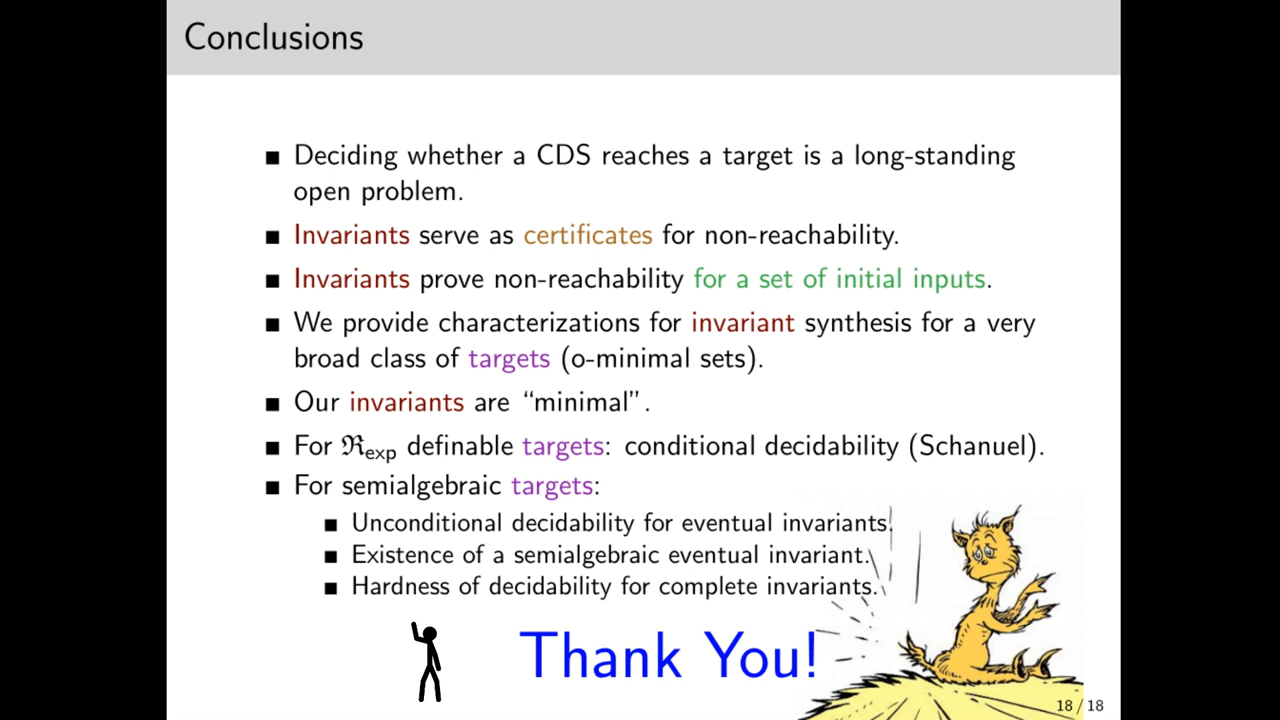 Conclusions
■ Deciding whether a CDS reaches a target is a long-standing
open problem.
■ Invariants serve as certificates for non-reachability.
■ Invariants prove non-reachability for a set of initial inputs.
■ We provide characterizations for invariant synthesis for a very
broad class of targets (o-minimal sets).
■ Our invariants are “minimal”.
■ For ℜexp definable targets: conditional decidability (Schanuel).
■ For semialgebraic targets:
■ Unconditional decidability for eventual invariants.
■ Existence of a semialgebraic eventual invariant.
■ Hardness of decidability for complete invariants.
Thank You!
18 / 18